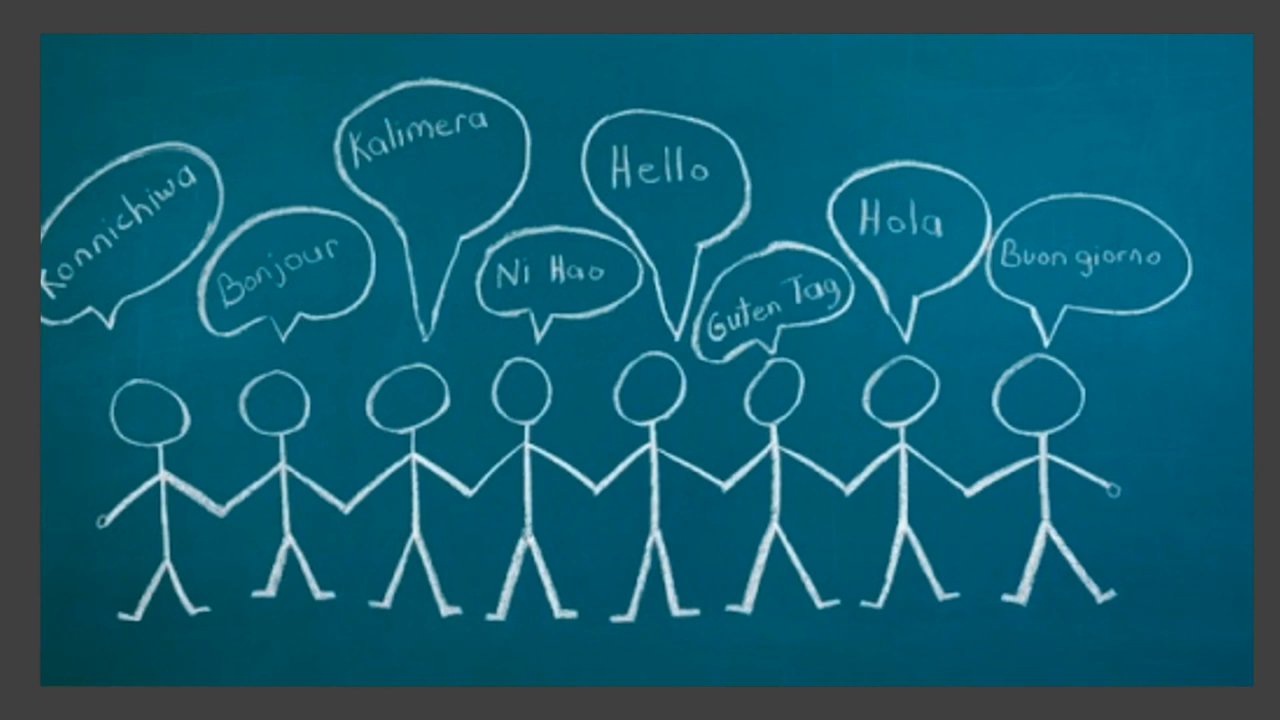 Konnichiwa
Bonjour
Kalimera
Ni Hao
Hello
Guten Tag
Hola
Buon giorno